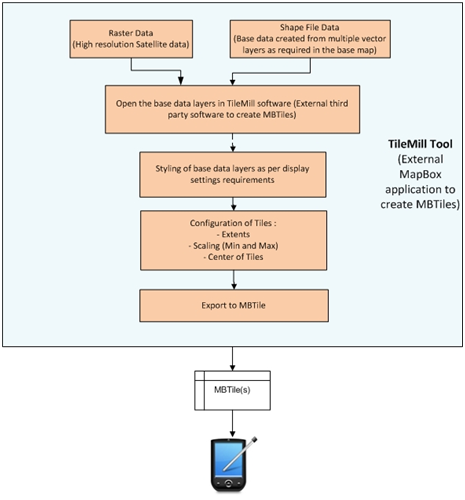 Raster Data
(High resolution Satellite data)
Shape File Data
(Base data created from multiple vector
layers as required in the base map)
Open the base data layers in TileMill software (External third
party software to create MBTiles)
TileMill Tool
(External
MapBox
application to
create MBTiles)
Styling of base data layers as per display
settings requirements
Configuration of Tiles :
- Extents
- Scaling (Min and Max)
- Center of Tiles
Export to MBTile
MBTile(s)